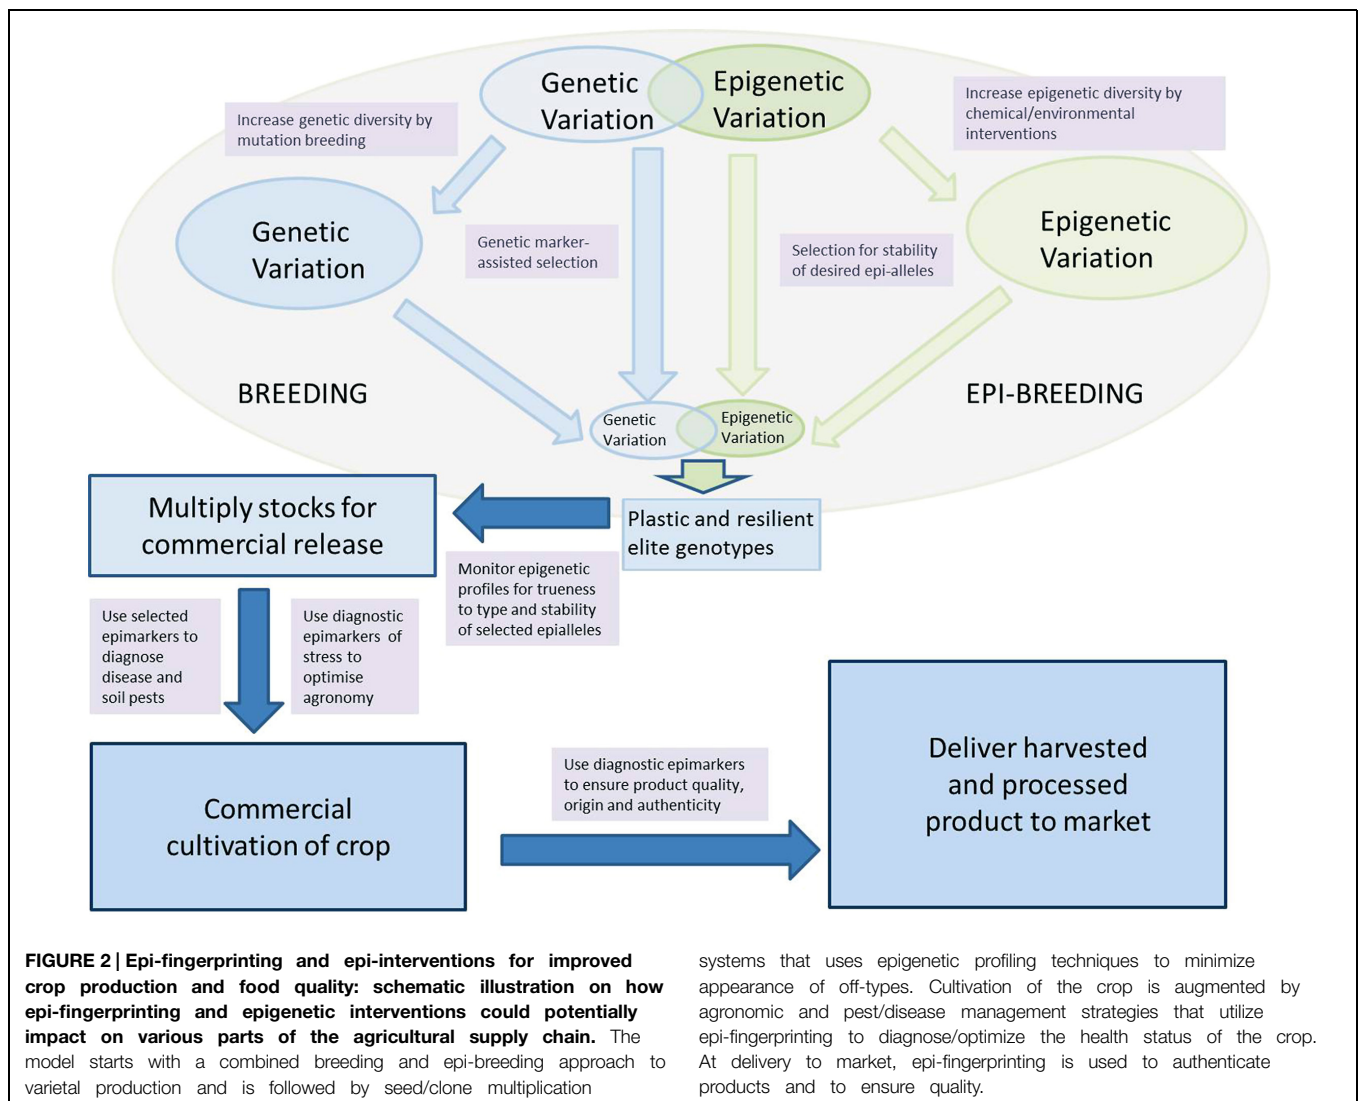 Genetic
Variation
Epigenetic
Variation
Increase genetic diversity by
mutation breeding
Increase epigenetic diversity by
chemical/environmental
interventions
Genetic
Variation
Genetic marker-
assisted selection
Selection for stability
of desired epi-alleles
Epigenetic
Variation
BREEDING
EPI-BREEDING
Genetic
Variation
Epigenetic
Variation
Multiply stocks for
commercial release
Plastic and resilient
elite genotypes
Monitor epigenetic
profiles for trueness
to type and stability
of selected epialleles
Use selected
epimarkers to
diagnose
disease and
soil pests
Use diagnostic
epimarkers of
stress to
optimise
agronomy
Commercial
cultivation of crop
Use diagnostic epimarkers
to ensure product quality,
origin and authenticity
Deliver harvested
and processed
product to market
FIGURE 2 | Epi-fingerprinting and epi-interventions for improved
crop production and food quality: schematic illustration on how
epi-fingerprinting and epigenetic interventions could potentially
impact on various parts of the agricultural supply chain. The
model starts with a combined breeding and epi-breeding approach to
varietal production and is followed by seed/clone multiplication
systems that uses epigenetic profiling techniques to minimize
appearance of off-types. Cultivation of the crop is augmented by
agronomic and pest/disease management strategies that utilize
epi-fingerprinting to diagnose/optimize the health status of the crop.
At delivery to market, epi-fingerprinting is used to authenticate
products and to ensure quality.